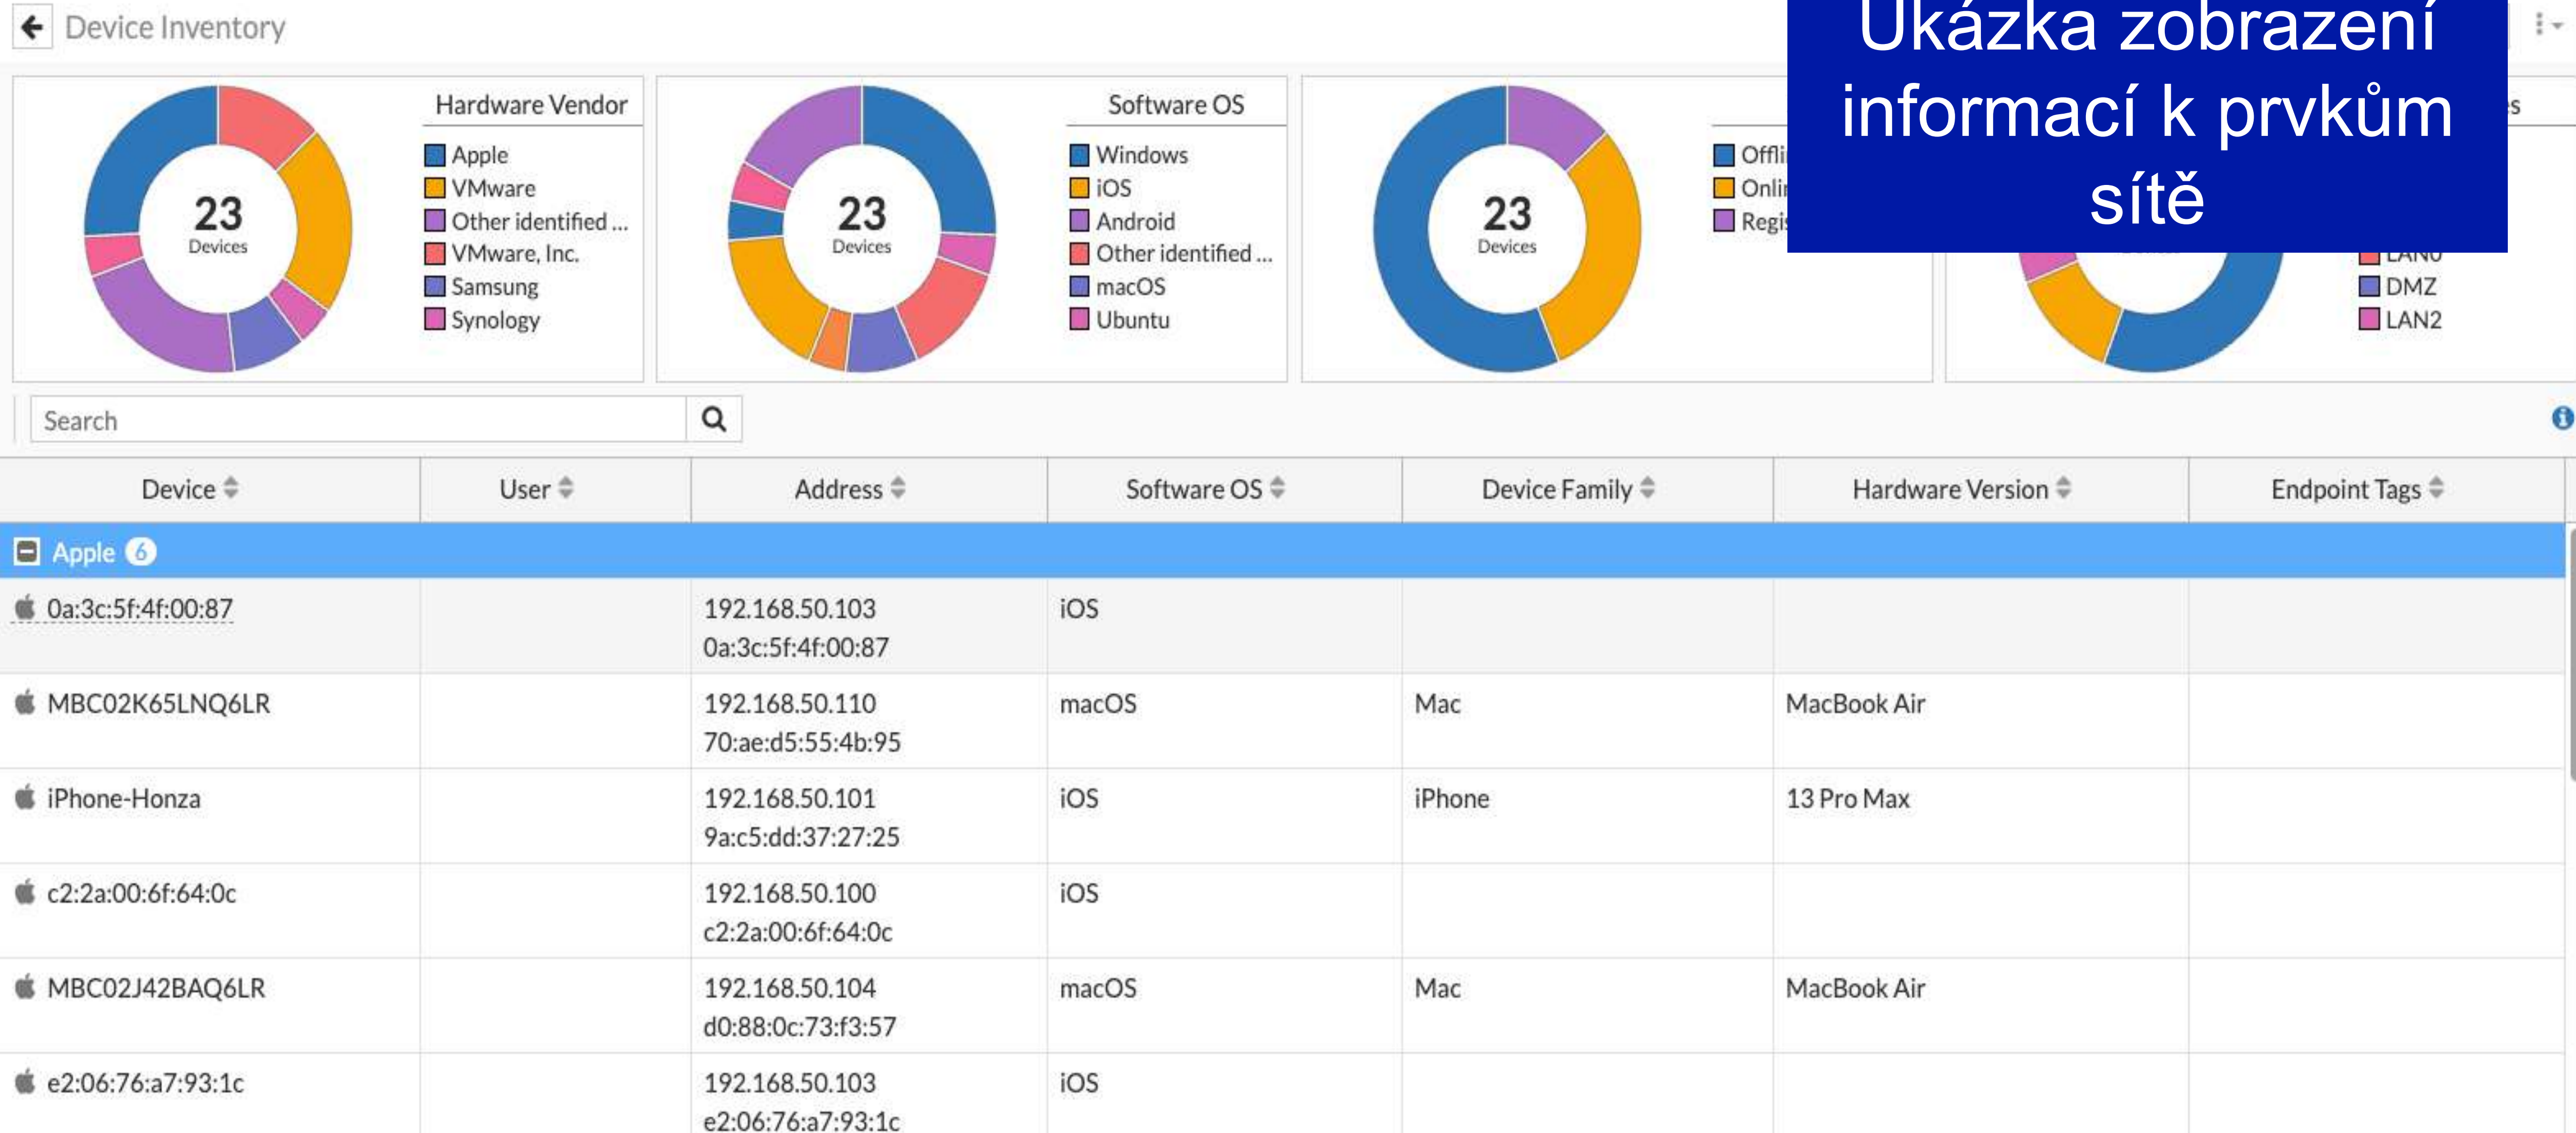 Device Inventory
Ukázka zobrazení
informací k prvkům
sítě
Hardware Vendor
23
Devices
Apple
VMware
Other identified ...
VMware, Inc.
Samsung
Synology
Software OS
23
Devices
Windows
iOS
Android
Other identified ...
macOS
Ubuntu
23
Devices
LAN0
DMZ
LAN2
Search
Device User Address Software OS Device Family Hardware Version Endpoint Tags
Apple 6
0a:3c:5f:4f:00:87 192.168.50.103 iOS
0a:3c:5f:4f:00:87
MBC02K65LNQ6LR 192.168.50.110 macOS Mac MacBook Air
70:ae:d5:55:4b:95
iPhone-Honza 192.168.50.101 iOS iPhone 13 Pro Max
9a:c5:dd:37:27:25
c2:2a:00:6f:64:0c 192.168.50.100 iOS
c2:2a:00:6f:64:0c
MBC02J42BAQ6LR 192.168.50.104 macOS Mac MacBook Air
d0:88:0c:73:f3:57
e2:06:76:a7:93:1c 192.168.50.103 iOS
e2:06:76:a7:93:1c